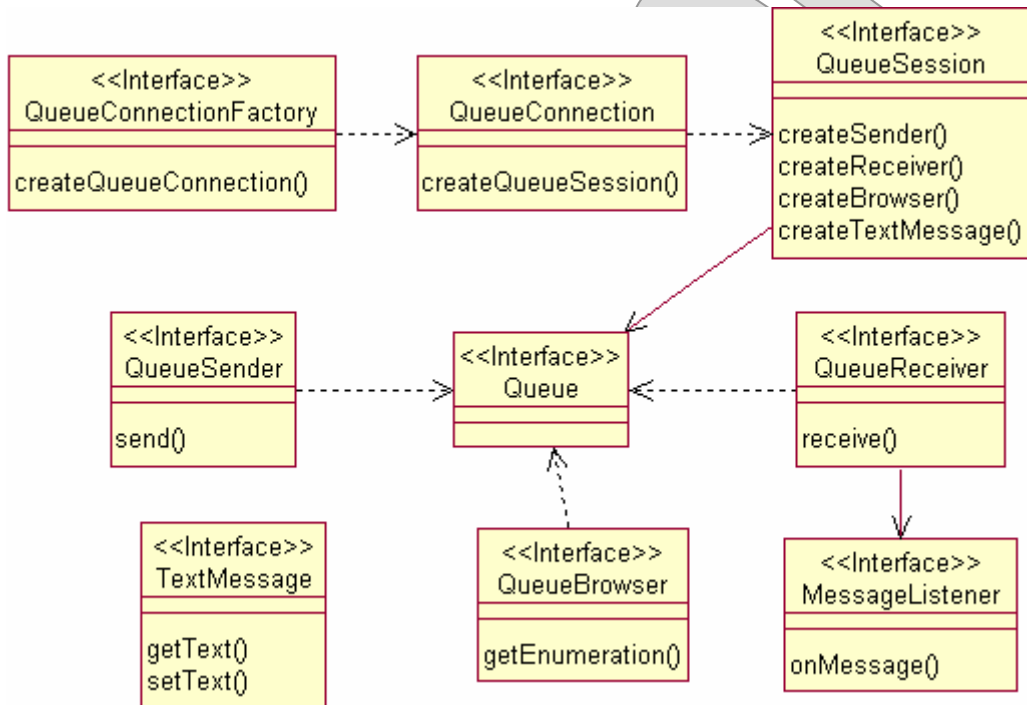 <<Interface>>
QueueConnectionFactory
createQueueConnection()
<<Interface>>
QueueConnection
createQueueSession()
<<Interface>>
QueueSession
createSender()
createReceiver()
createBrowser()
createTextMessage()
<<Interface>>
QueueSender
send()
<<Interface>>
Queue
<<Interface>>
QueueReceiver
receive()
<<Interface>>
TextMessage
getText()
setText()
<<Interface>>
QueueBrowser
getEnumeration()
<<Interface>>
MessageListener
onMessage()